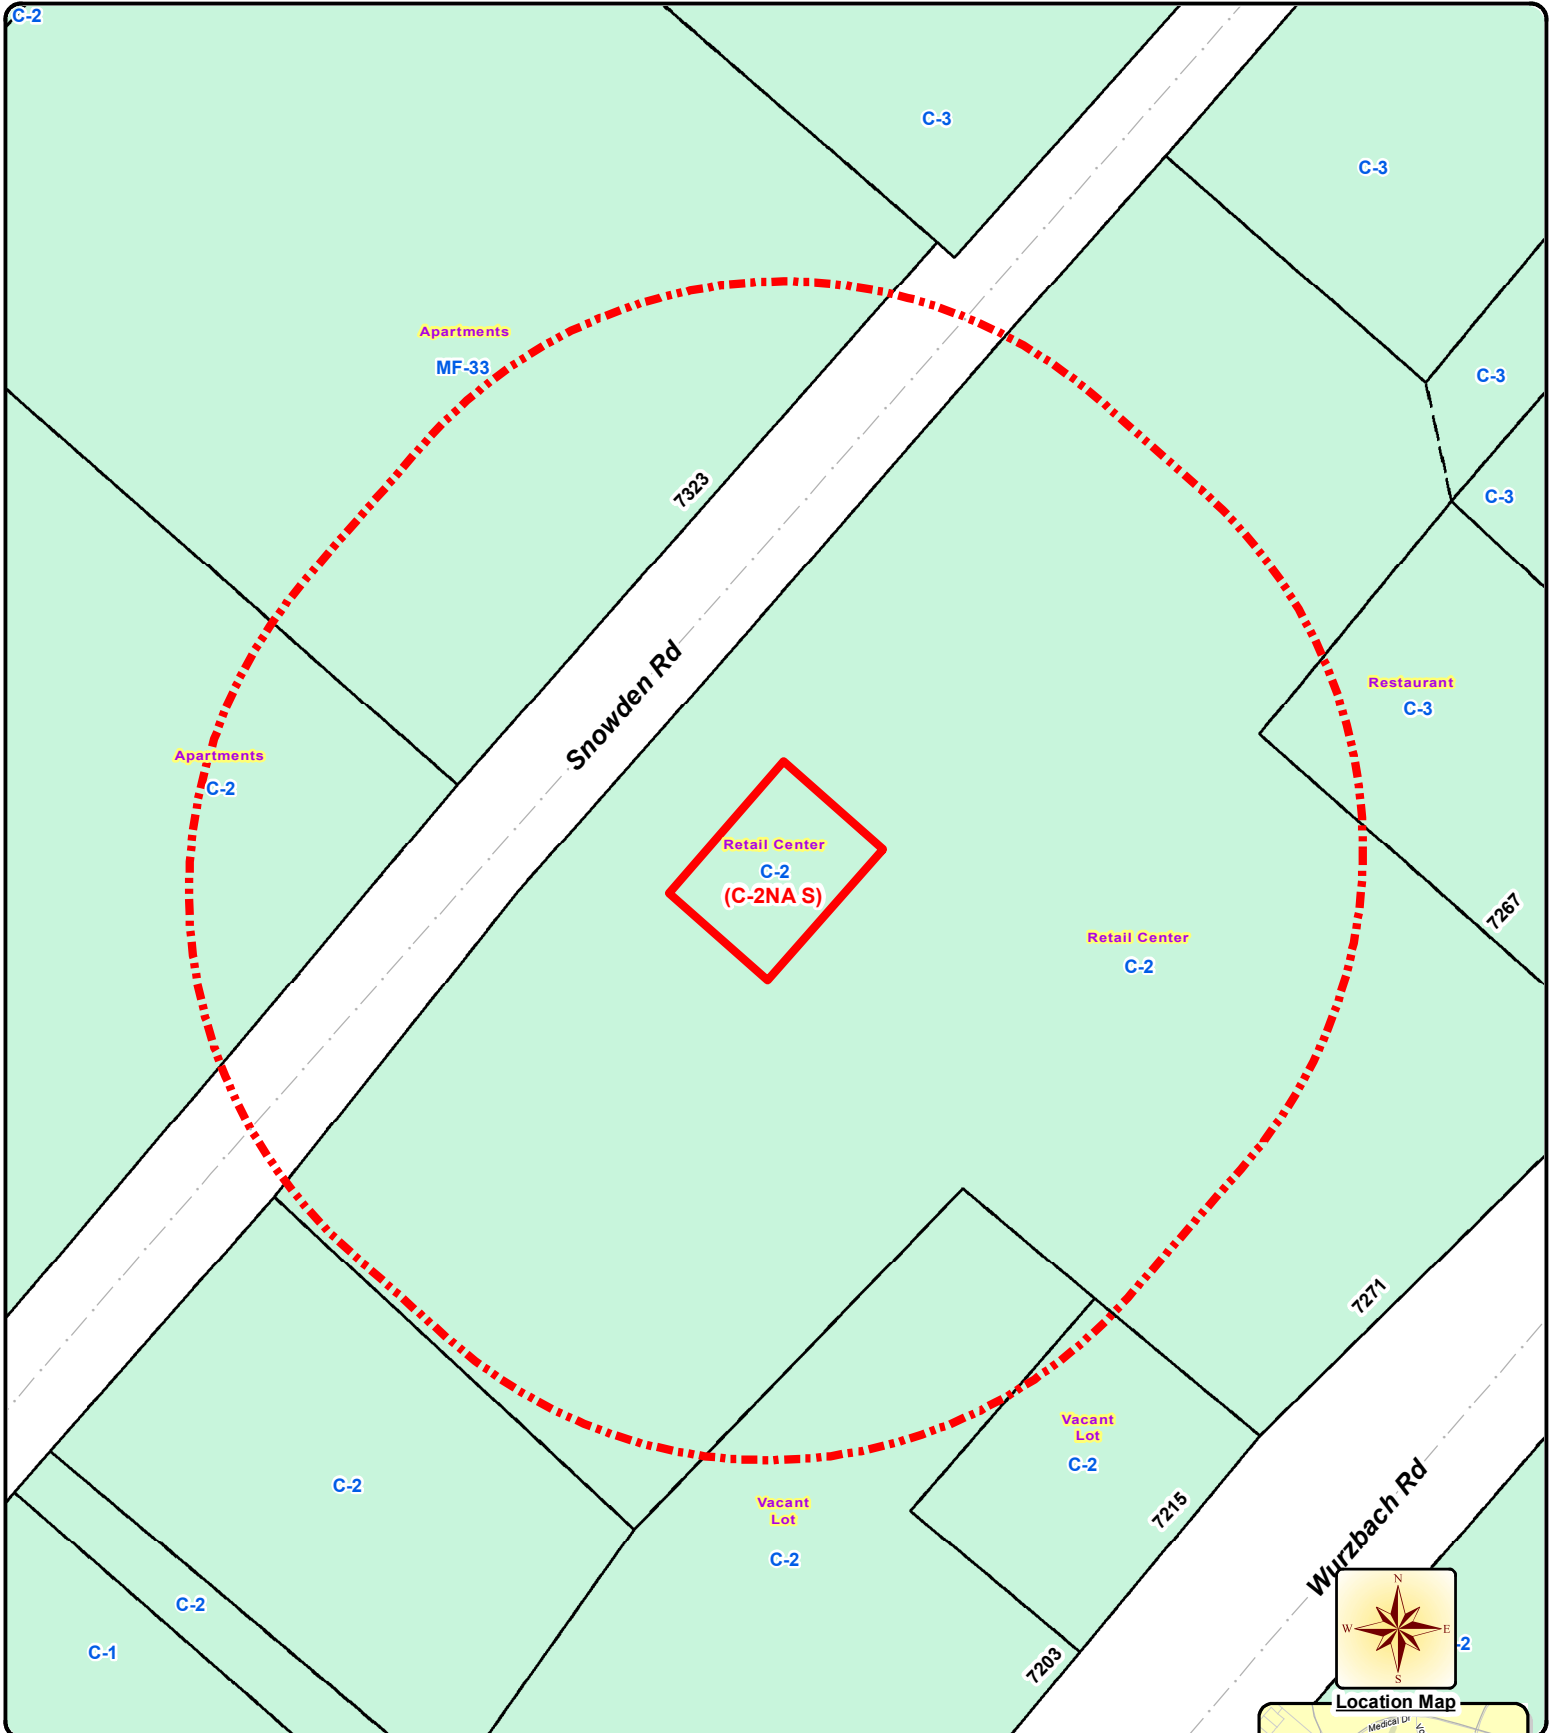 C-2
C-3
C-3
Apartments
MF-33
C-3
7323
C-3
Snowden Rd
Restaurant
C-3
Apartments
C-2
Retail Center
C-2
(C-2NA S)
7267
Retail Center
C-2
7271
Vacant
Lot
C-2
C-2
Vacant
Lot
C-2
7215
Wurzbach Rd
C-2
C-1
7203
N
W
E
S
-2
Location Map
Medical Dr